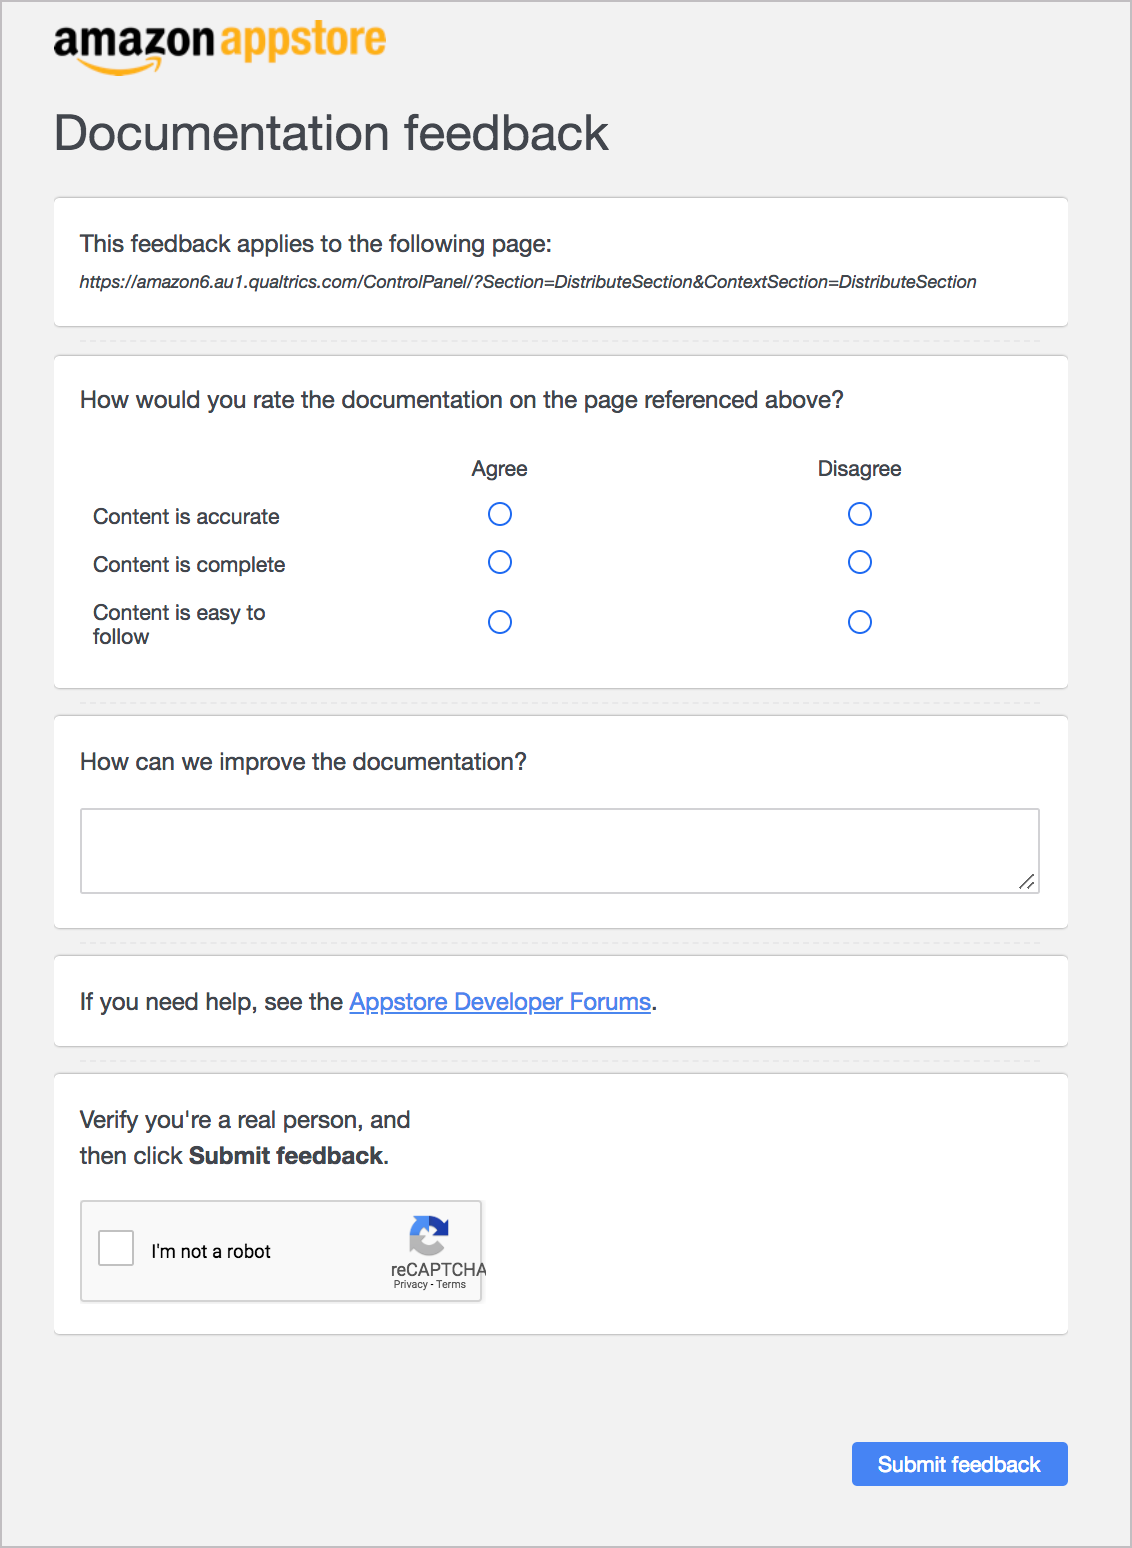 amazon appstore
Documentation feedback
This feedback applies to the following page:
https://amazon6.au1.qualtrics.com/ControlPanel/?Section=DistributeSection&ContextSection=DistributeSection
How would you rate the documentation on the page referenced above?
Agree Disagree
Content is accurate
Content is complete
Content is easy to
follow
How can we improve the documentation?
If you need help, see the Appstore Developer Forums.
Verify you're a real person, and
then click Submit feedback.
I'm not a robot
reCAPTCHA
Privacy - Terms
Submit feedback